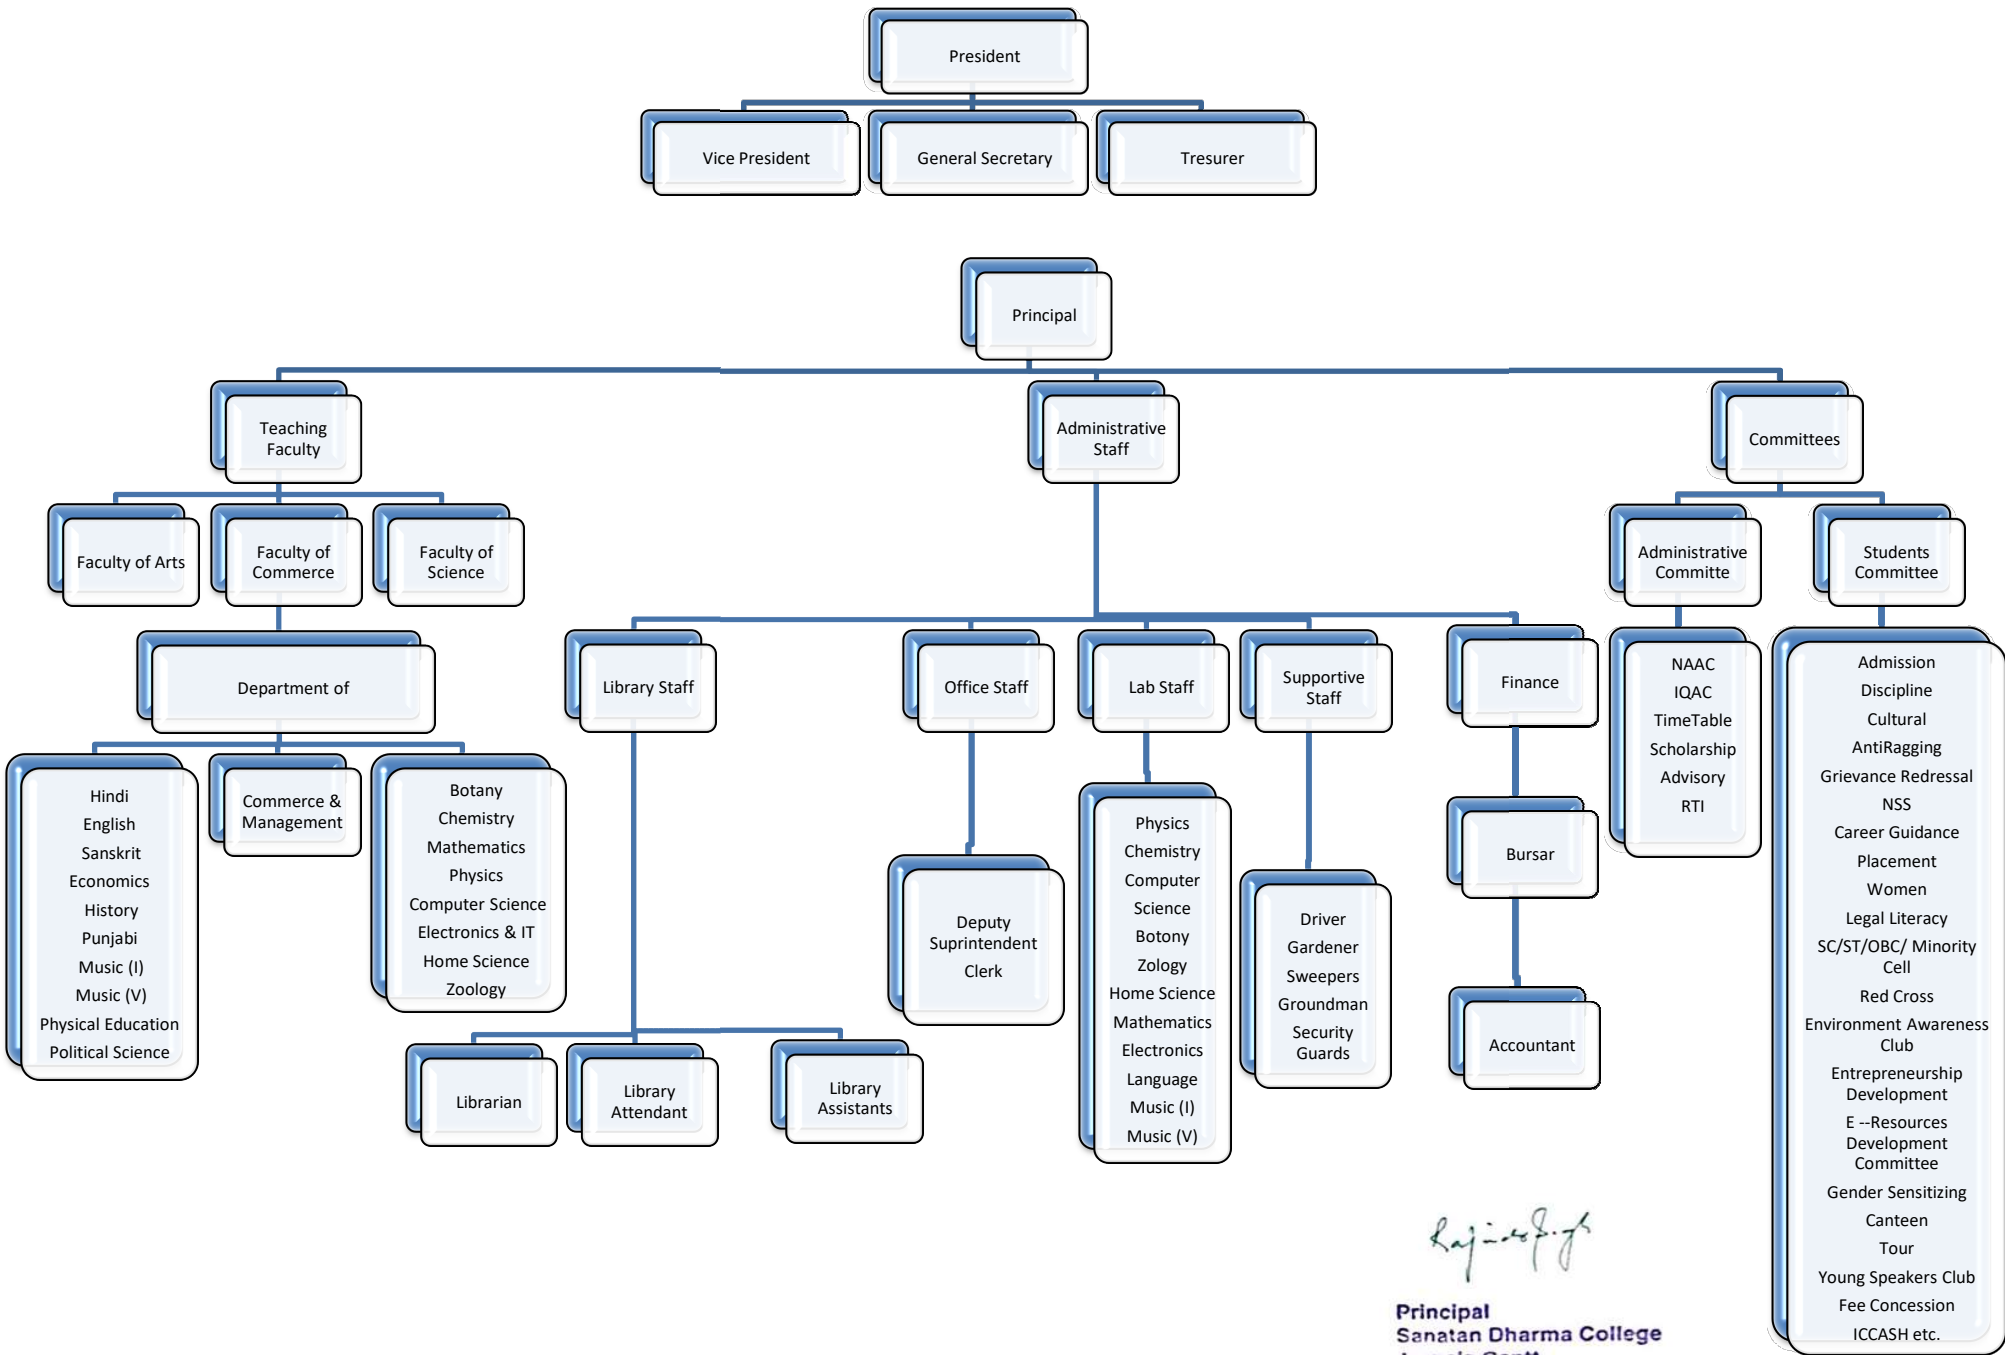 President
Vice President
General Secretary
Tresurer
Principal
Teaching
Faculty
Administrative
Staff
Committees
Faculty of Arts
Faculty of
Commerce
Faculty of
Science
Administrative
Committe
Students
Committee
Department of
Library Staff
Office Staff
Lab Staff
Supportive
Staff
Finance
Hindi
English
Sanskrit
Economics
History
Punjabi
Music (I)
Music (V)
Physical Education
Political Science
Commerce &
Management
Botany
Chemistry
Mathematics
Physics
Computer Science
Electronics & IT
Home Science
Zoology
Librarian
Library
Attendant
Library
Assistants
Deputy
Suprintendent
Clerk
Physics
Chemistry
Computer
Science
Botony
Zology
Home Science
Mathematics
Electronics
Language
Music (I)
Music (V)
Driver
Gardener
Sweepers
Groundman
Security
Guards
Bursar
Accountant
NAAC
IQAC
TimeTable
Scholarship
Advisory
RTI
Admission
Discipline
Cultural
AntiRagging
Grievance Redressal
NSS
Career Guidance
Placement
Women
Legal Literacy
SC/ST/OBC/ Minority
Cell
Red Cross
Environment Awareness
Club
Entrepreneurship
Development
E --Resources
Development
Committee
Gender Sensitizing
Canteen
Tour
Young Speakers Club
Fee Concession
ICCASH etc.
Principal
Sanatan Dharma College